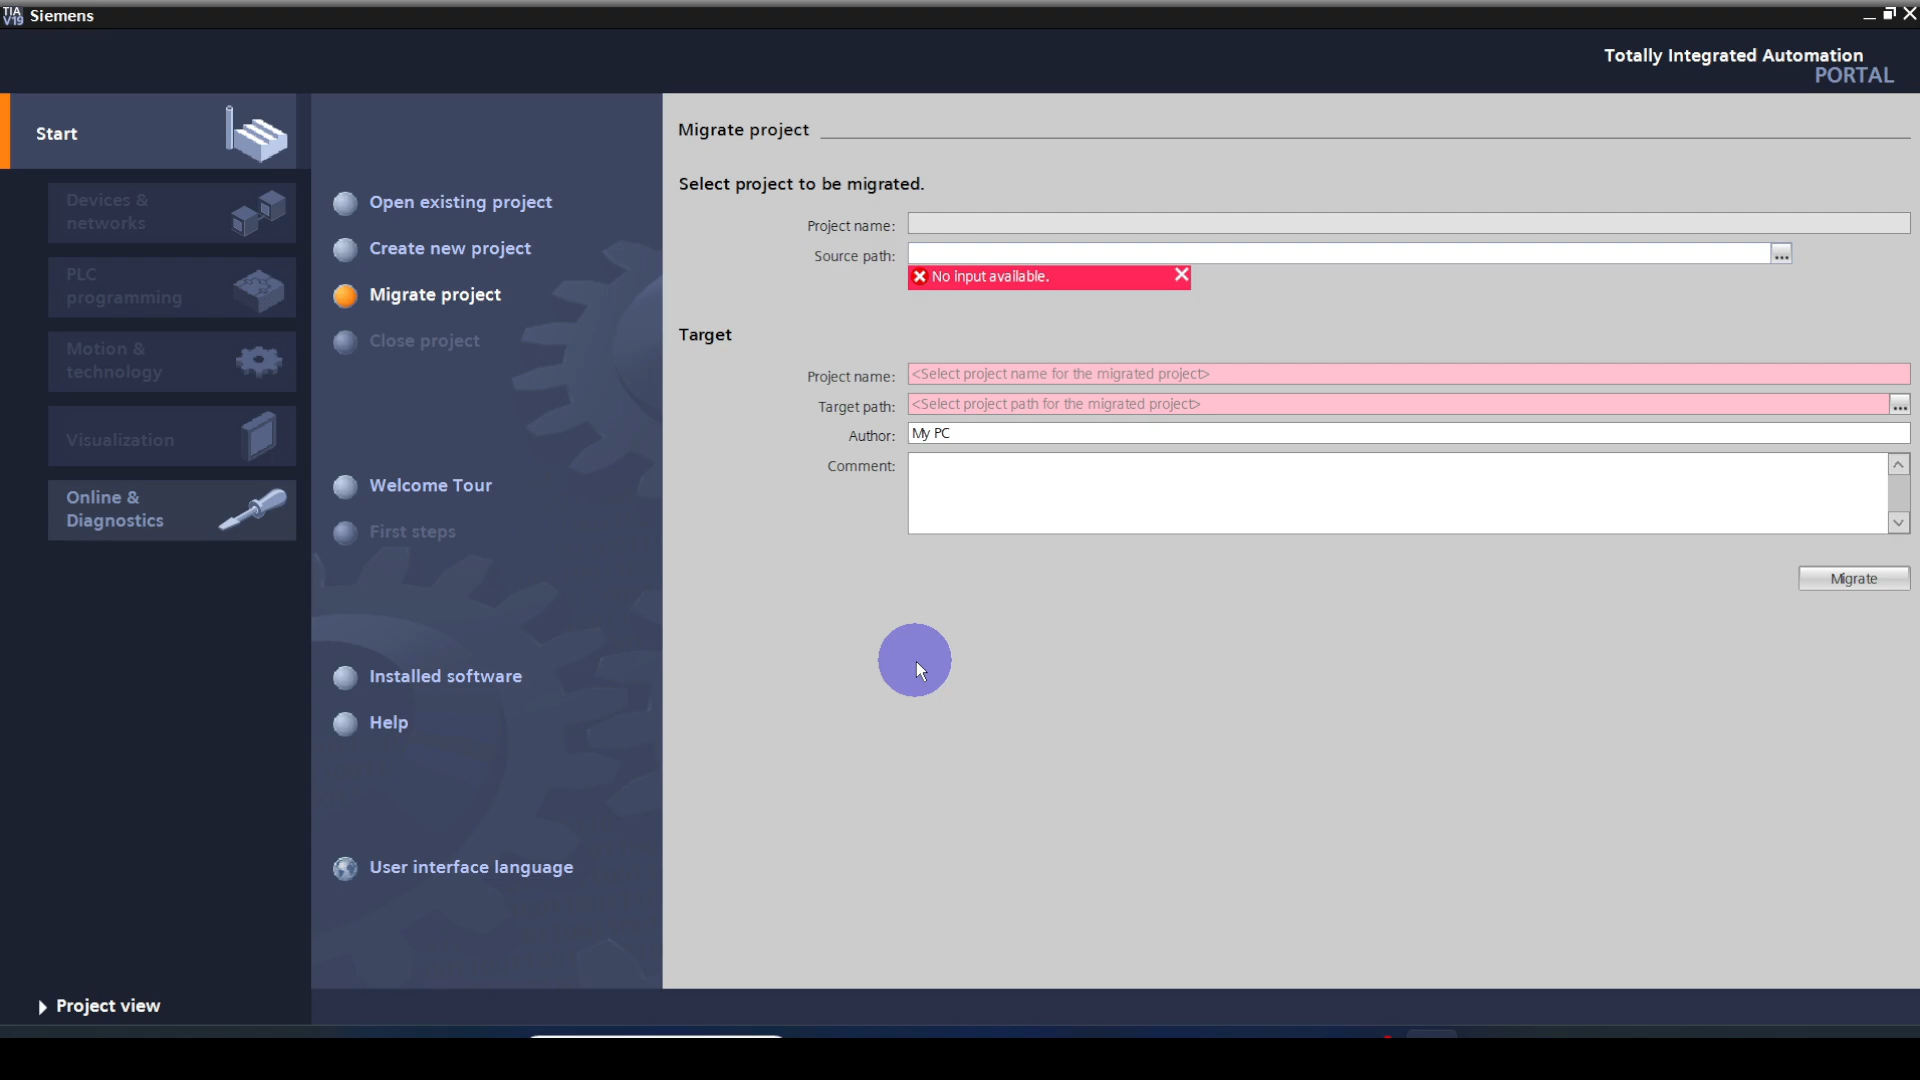 TIA
V19
Siemens
Totally Integrated Automation
PORTAL
Start
Devices &
networks
PLC
programming
Motion &
technology
Visualization
Online &
Diagnostics
Open existing project
Create new project
Migrate project
Close project
Welcome Tour
First steps
Installed software
Help
User interface language
Migrate project
Select project to be migrated.
Project name:
Source path:
...
No input available.
Target
Project name: <Select project name for the migrated project>
Target path: <Select project path for the migrated project>
...
Author: My PC
Comment:
Migrate
Project view